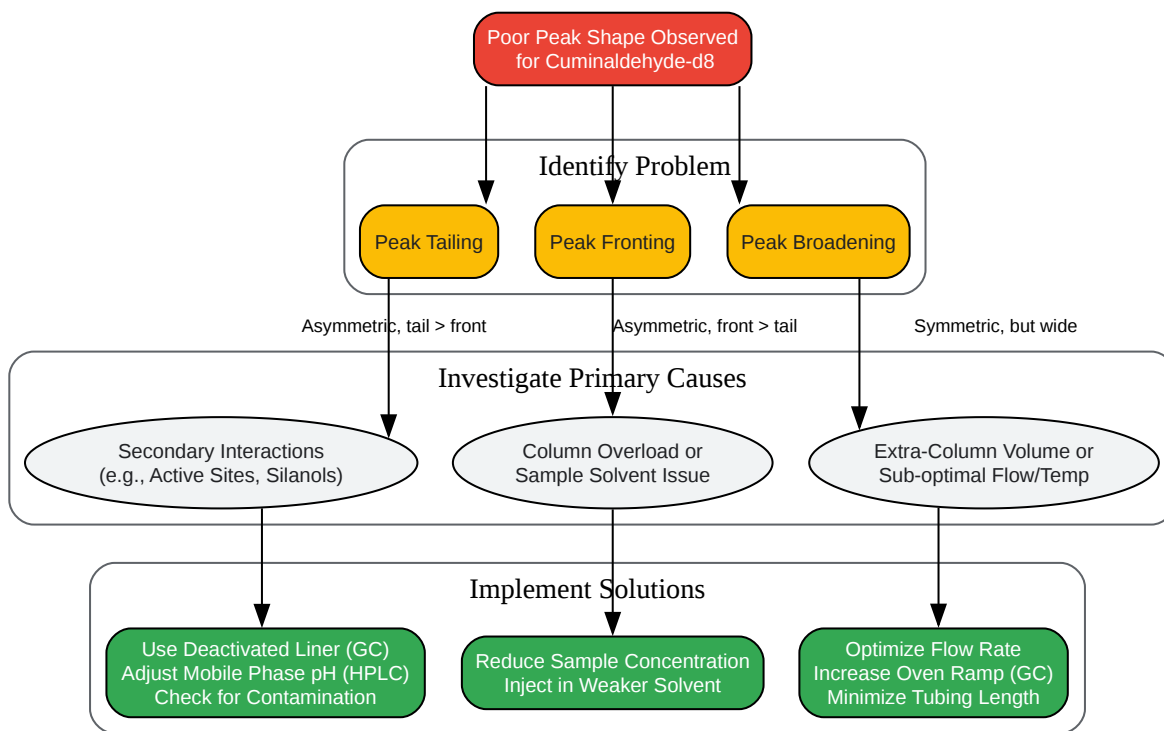 Poor Peak Shape Observed
for Cuminaldehyde-d8
Identify Problem
Peak Tailing
Peak Fronting
Peak Broadening
Asymmetric, tail > front
Asymmetric, front > tail
Symmetric, but wide
Investigate Primary Causes
Secondary Interactions
(e.g., Active Sites, Silanols)
Column Overload or
Sample Solvent Issue
Extra-Column Volume or
Sub-optimal Flow/Temp
Implement Solutions
Use Deactivated Liner (GC)
Adjust Mobile Phase pH (HPLC)
Check for Contamination
Reduce Sample Concentration
Inject in Weaker Solvent
Optimize Flow Rate
Increase Oven Ramp (GC)
Minimize Tubing Length